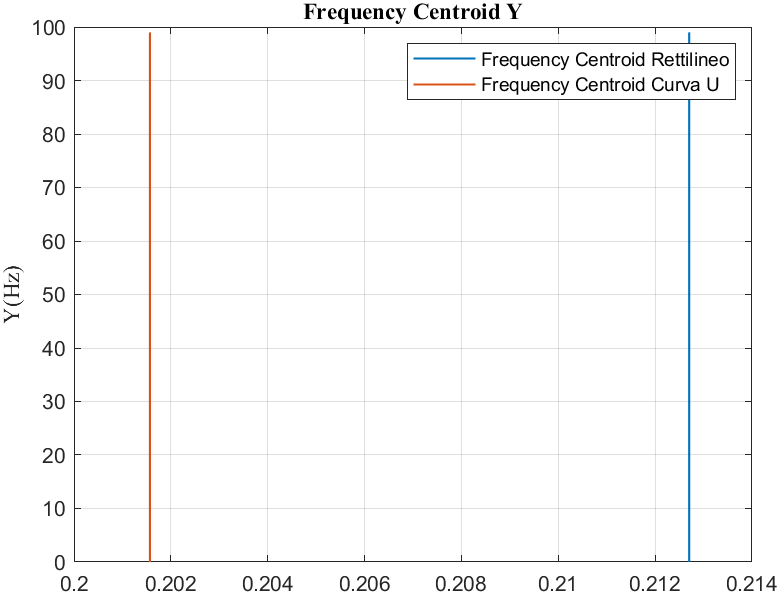 Frequency Centroid Y
Frequency Centroid Rettilineo
Frequency Centroid Curva U
Y(Hz)
100
90
80
70
60
50
40
30
20
10
0
0.2 0.202 0.204 0.206 0.208 0.21 0.212 0.214